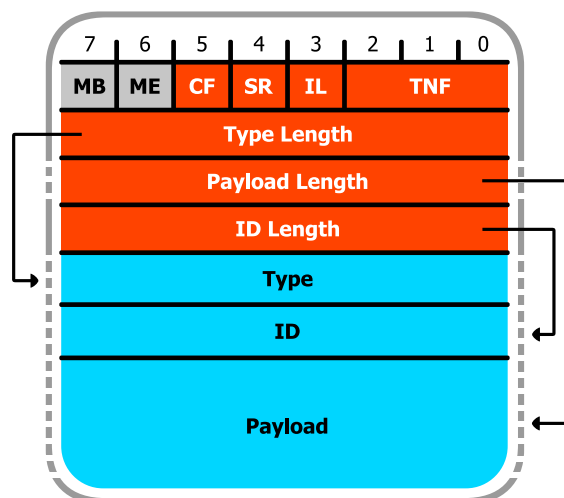 7 6 5 4 3 2 1 0
MB ME CF SR IL TNF
Type Length
Payload Length
ID Length
Type
ID
Payload